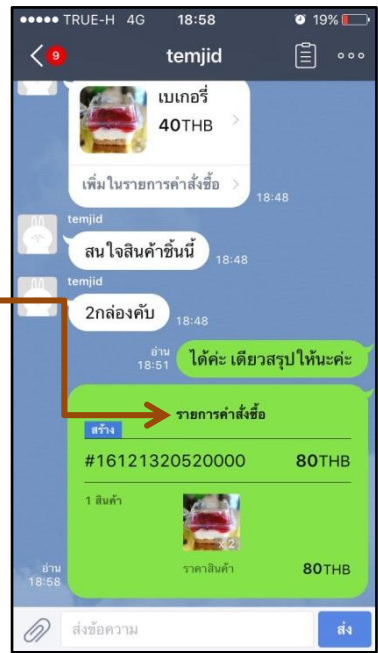 TRUE-H 4G 18:58 19%
9 temjid
เบเกอรี่
40THB
เพิ่มในรายการคำสั่งซื้อ
18:48
temjid
สนใจสินค้าชิ้นนี้
18:48
temjid
2กล่องคับ
18:48
อ่าน
18:51
ได้ค่ะ เดียวสรุปให้นะค่ะ
รายการคำสั่งซื้อ
สร้าง
#16121320520000 80THB
1 สินค้า
x2
ราคาสินค้า 80THB
อ่าน
18:58
ส่งข้อความ ส่ง